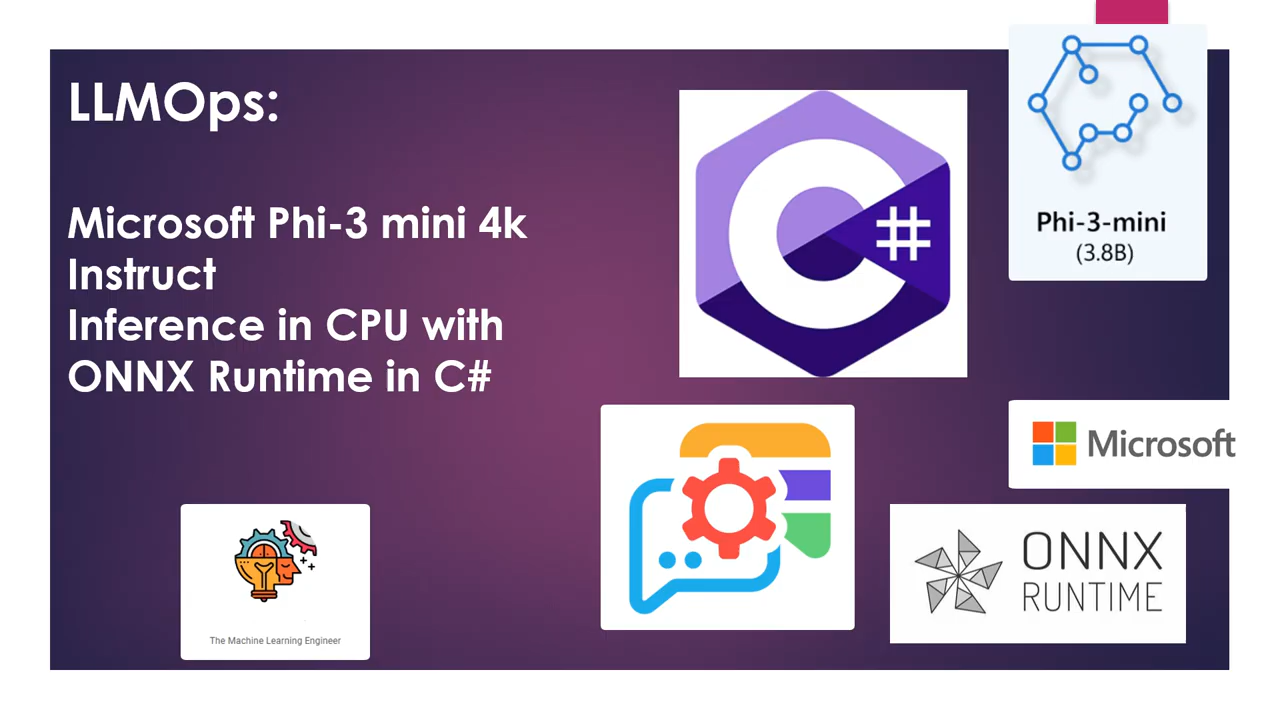 LLMOps:
Microsoft Phi-3 mini 4k
Instruct
Inference in CPU with
ONNX Runtime in C#
C#
Phi-3-mini
(3.8B)
Microsoft
ONNX
RUNTIME
The Machine Learning Engineer